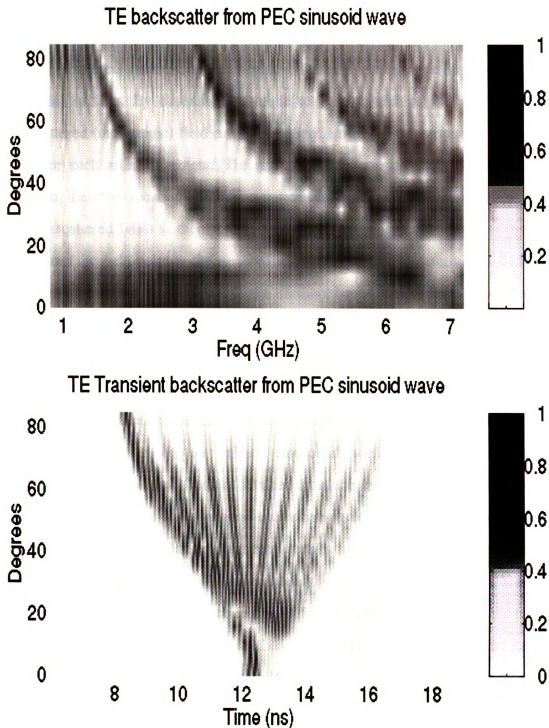 TE backscatter from PEC sinusoid wave
80
60
40
20
0
Degrees
1 2 3 4 5 6 7
Freq (GHz)
1
0.8
0.6
0.4
0.2
TE Transient backscatter from PEC sinusoid wave
80
60
40
20
0
Degrees
8 10 12 14 16 18
Time (ns)
1
0.8
0.6
0.4
0.2
0